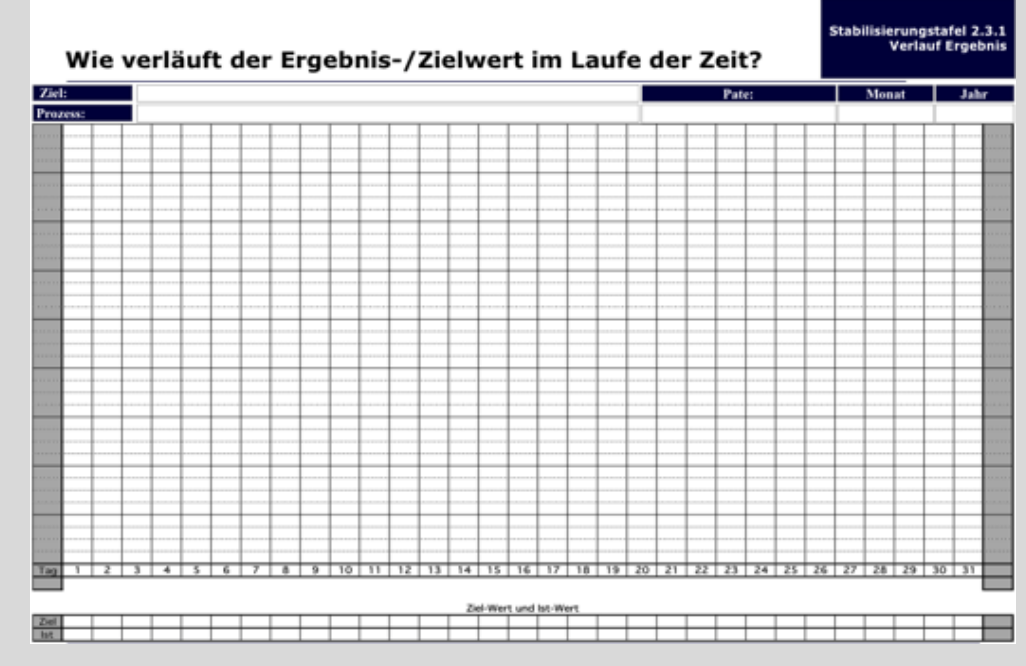 Stabilisierungstafel 2.3.1
Verlauf Ergebnis
Wie verläuft der Ergebnis-/Zielwert im Laufe der Zeit?
Ziel: Pate: Monat Jahr
Prozess:
Tag 1 2 3 4 5 6 7 8 9 10 11 12 13 14 15 16 17 18 19 20 21 22 23 24 25 26 27 28 29 30 31
Ziel-Wert und Ist-Wert
Ziel
Ist